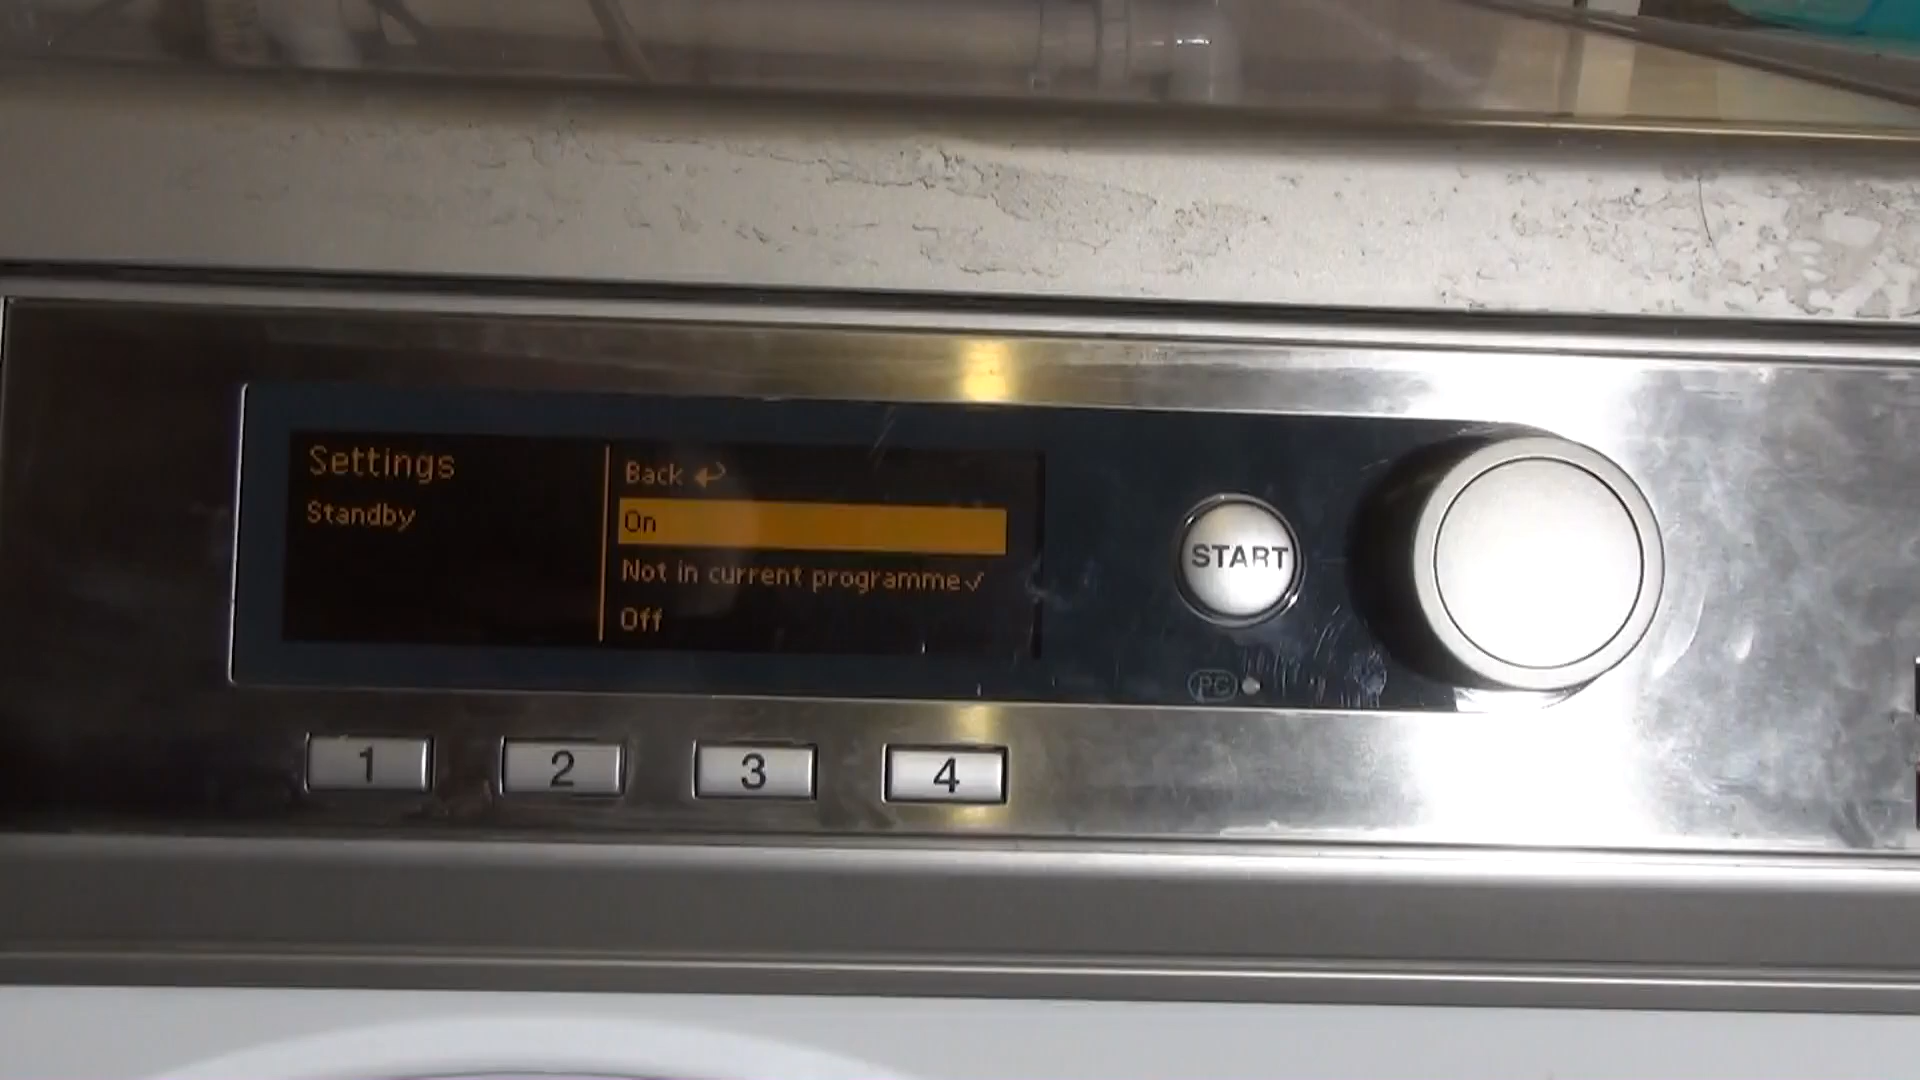 Settings
Standby
Back ↵
On
Not in current programme ✓
Off
START
PC
1 2 3 4